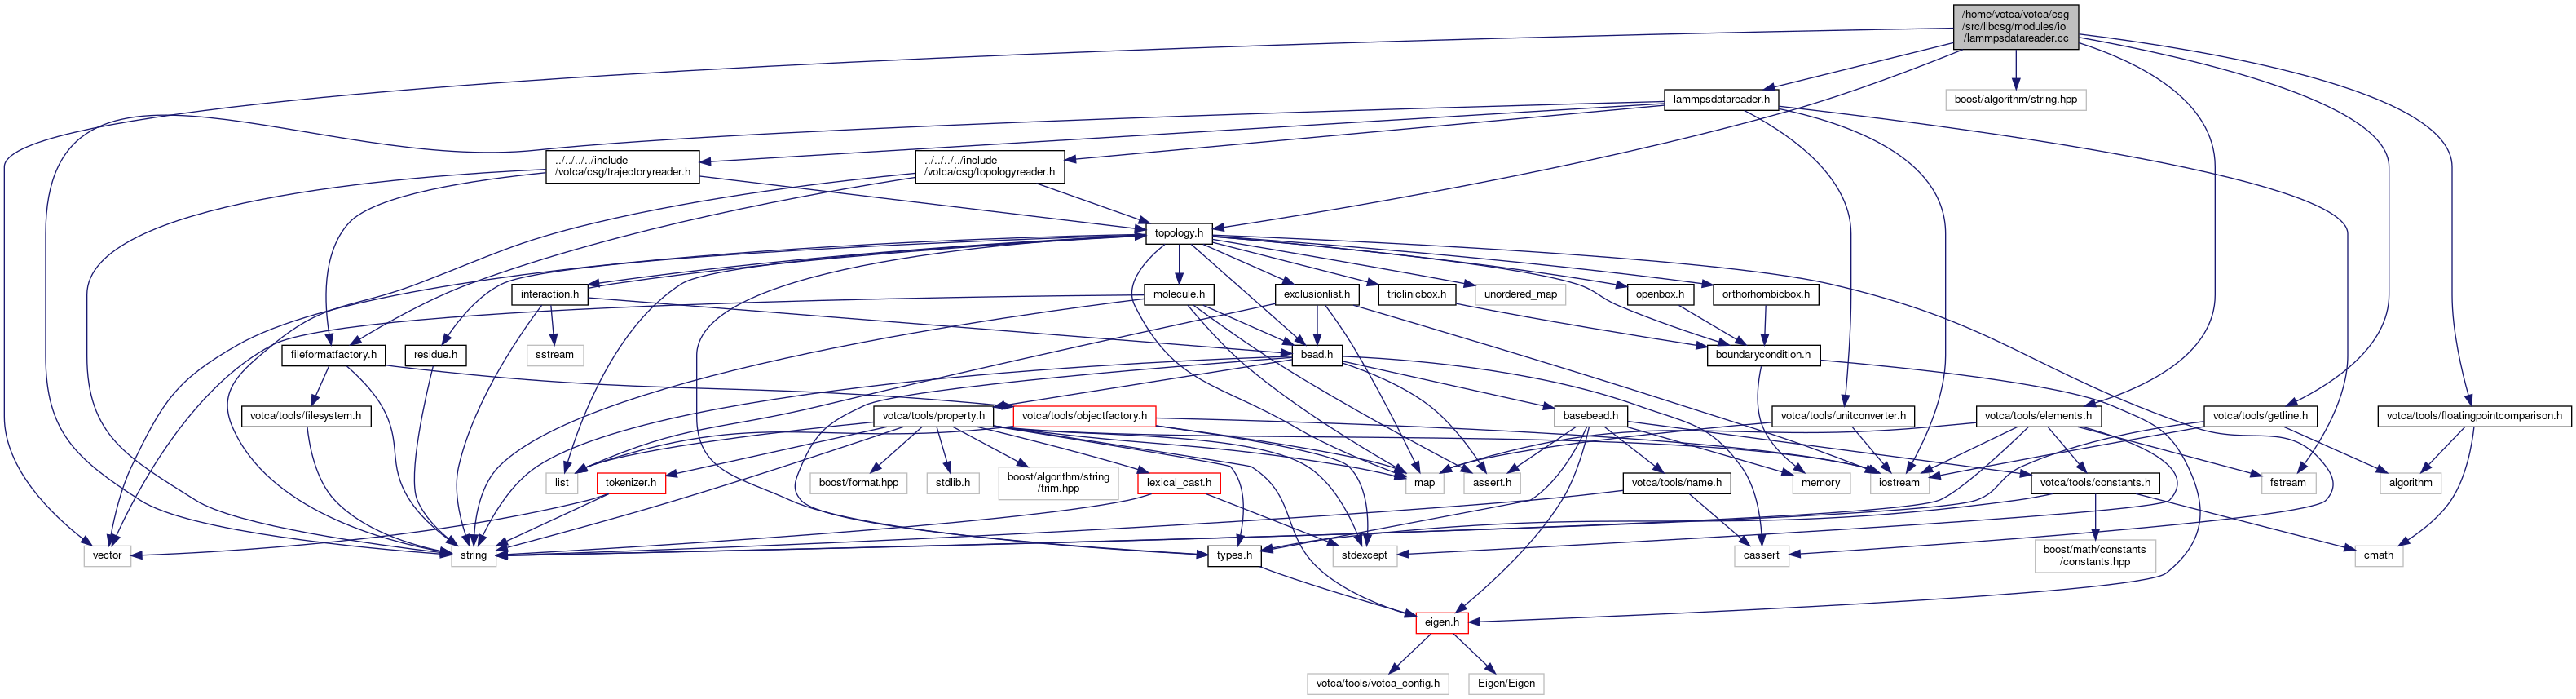 /home/votca/votca/csg
/src/libcsg/modules/io
/lammpsdatareader.cc
lammpsdatareader.h
boost/algorithm/string.hpp
../../../../include
/votca/csg/trajectoryreader.h
../../../../include
/votca/csg/topologyreader.h
topology.h
interaction.h
molecule.h
exclusionlist.h
triclinicbox.h
unordered_map
openbox.h
orthorhombicbox.h
fileformatfactory.h
residue.h
sstream
bead.h
boundarycondition.h
votca/tools/filesystem.h
votca/tools/property.h
votca/tools/objectfactory.h
basebead.h
votca/tools/unitconverter.h
votca/tools/elements.h
votca/tools/getline.h
votca/tools/floatingpointcomparison.h
list
tokenizer.h
boost/format.hpp
stdlib.h
boost/algorithm/string
/trim.hpp
lexical_cast.h
map
assert.h
votca/tools/name.h
memory
iostream
votca/tools/constants.h
fstream
algorithm
vector
string
types.h
stdexcept
cassert
boost/math/constants
/constants.hpp
cmath
eigen.h
votca/tools/votca_config.h
Eigen/Eigen